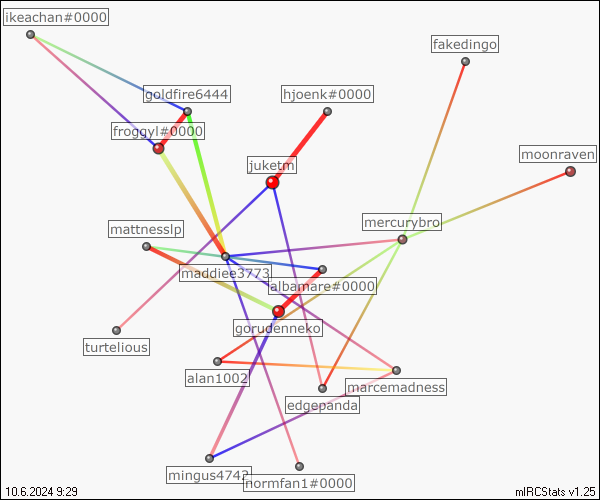 ikeachan#0000
fakedingo
goldfire6444
hjoenk#0000
froggyl#0000
moonraven
juketm
mercurybro
mattnesslp
maddiee3773
albamare#0000
gorudenneko
turtelious
alan1002
marcemadness
edgepanda
mingus4742
normfan1#0000
10.6.2024 9:29
mIRCStats v1.25